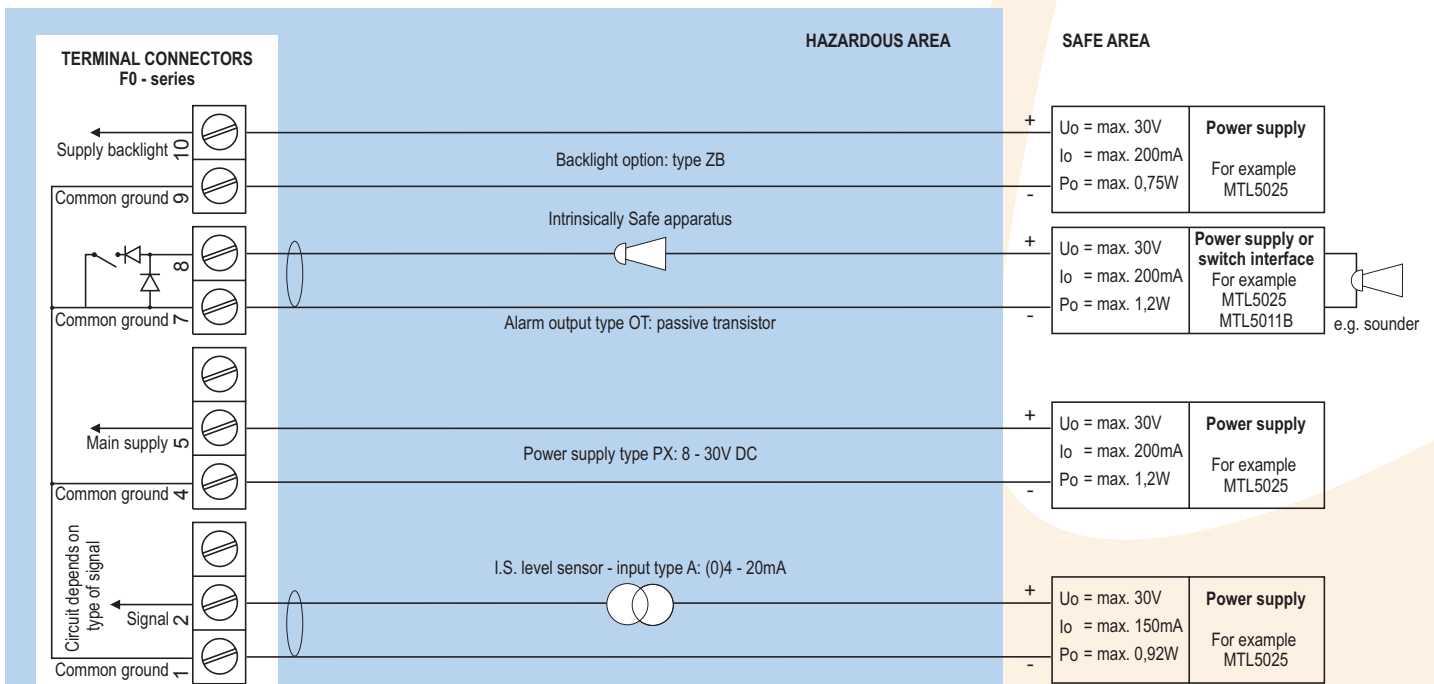 HAZARDOUS AREA
SAFE AREA
TERMINAL CONNECTORS
F0 - series
Supply backlight
10
Backlight option: type ZB
+
Uo = max. 30V
Io = max. 200mA
Po = max. 0,75W
Power supply
For example
MTL5025
Common ground
9
-
Intrinsically Safe apparatus
8
+
Uo = max. 30V
Io = max. 200mA
Po = max. 1,2W
Power supply or
switch interface
For example
MTL5025
MTL5011B
e.g. sounder
Common ground
7
-
Alarm output type OT: passive transistor
Main supply
5
Power supply type PX: 8 - 30V DC
+
Uo = max. 30V
Io = max. 200mA
Po = max. 1,2W
Power supply
For example
MTL5025
Common ground
4
-
Circuit depends on
type of signal
I.S. level sensor - input type A: (0)4 - 20mA
Signal
2
+
Uo = max. 30V
Io = max. 150mA
Po = max. 0,92W
Power supply
For example
MTL5025
Common ground
1
-